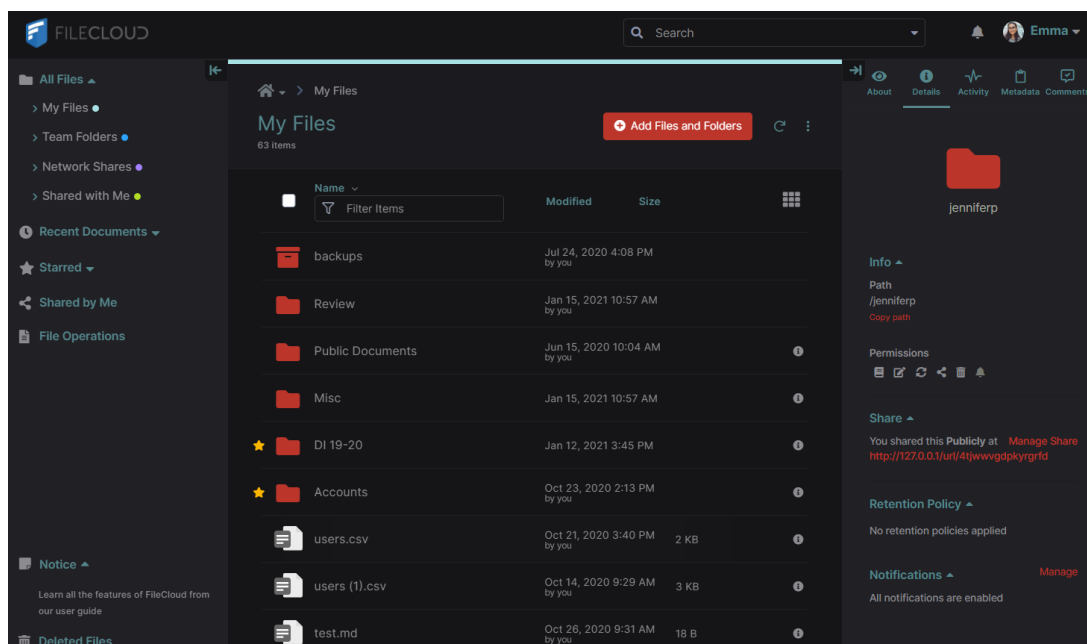 FILECLOUD
Search
Emma
All Files
My Files
Team Folders
Network Shares
Shared with Me
Recent Documents
Starred
Shared by Me
File Operations
Notice
Learn all the features of FileCloud from
our user guide
Deleted Files
My Files
My Files
63 items
Add Files and Folders
Name
Filter Items
Modified
Size
backups
Jul 24, 2020 4:08 PM
by you
Review
Jan 15, 2021 10:57 AM
by you
Public Documents
Jun 15, 2020 10:04 AM
by you
Misc
Jan 15, 2021 10:57 AM
DI 19-20
Jan 12, 2021 3:45 PM
Accounts
Oct 23, 2020 2:13 PM
by you
users.csv
Oct 21, 2020 3:40 PM
by you
2 KB
users (1).csv
Oct 14, 2020 9:29 AM
by you
3 KB
test.md
Oct 26, 2020 9:31 AM
by you
18 B
About
Details
Activity
Metadata
Comments
jenniferp
Info
Path
/jenniferp
Copy path
Permissions
Share
You shared this Publicly at Manage Share
http://127.0.0.1/url/4tjwwvgdpkyrgrfd
Retention Policy
No retention policies applied
Notifications
Manage
All notifications are enabled